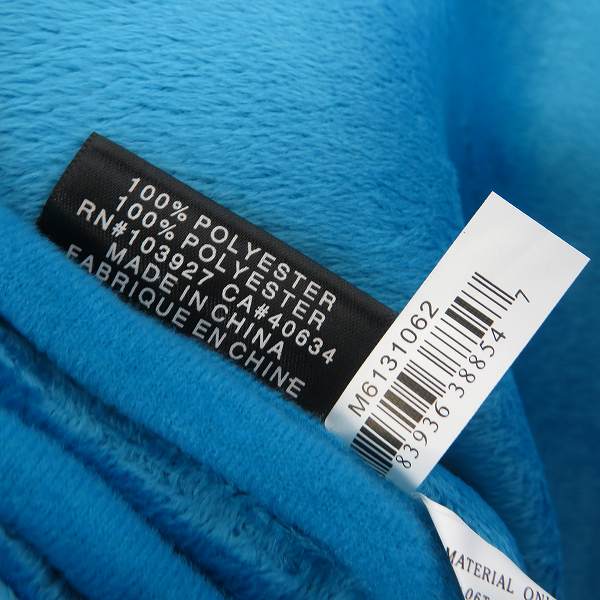 100% POLYESTER
100% POLYESTER
RN#103927 CA#40634
MADE IN CHINA
FABRIQUE EN CHINE
M6131062
83936 38854 7
MATERIAL